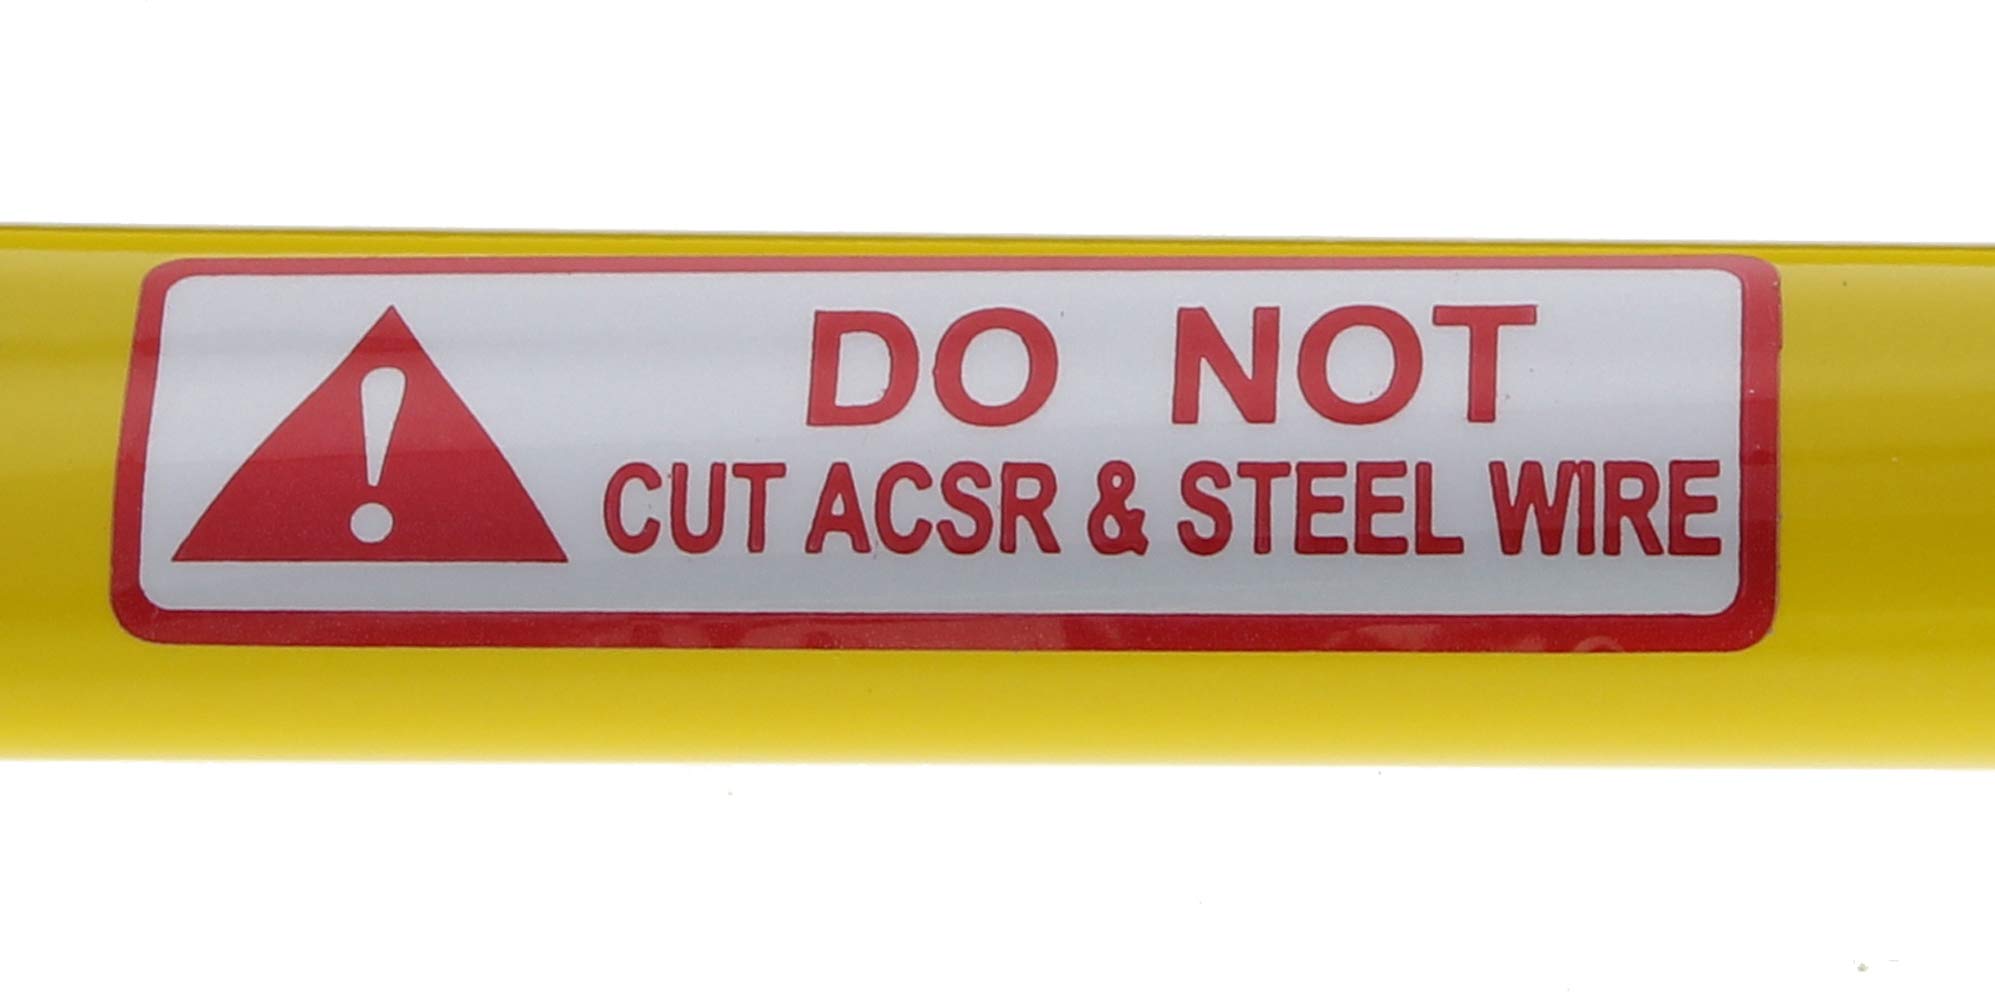 DO NOT
CUT ACSR & STEEL WIRE